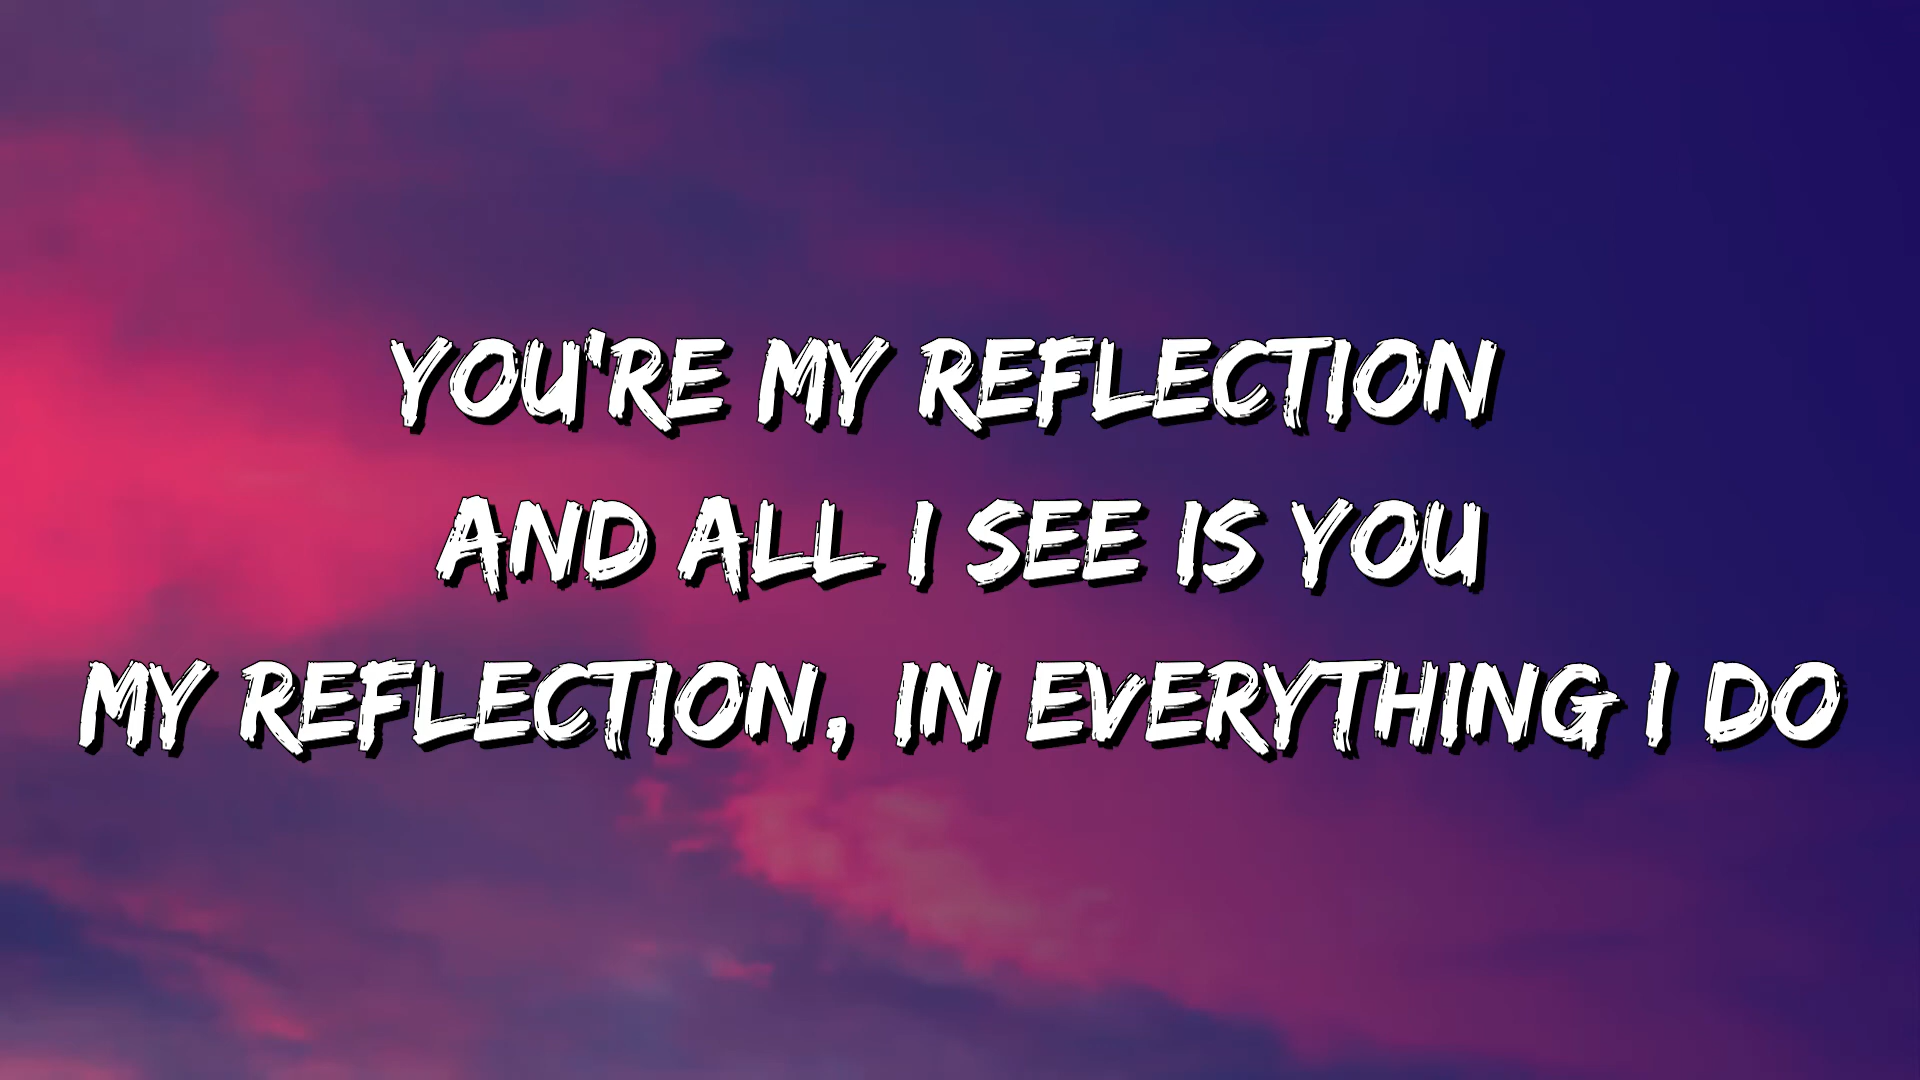 YOU'RE MY REFLECTION
AND ALL I SEE IS YOU
MY REFLECTION, IN EVERYTHING I DO